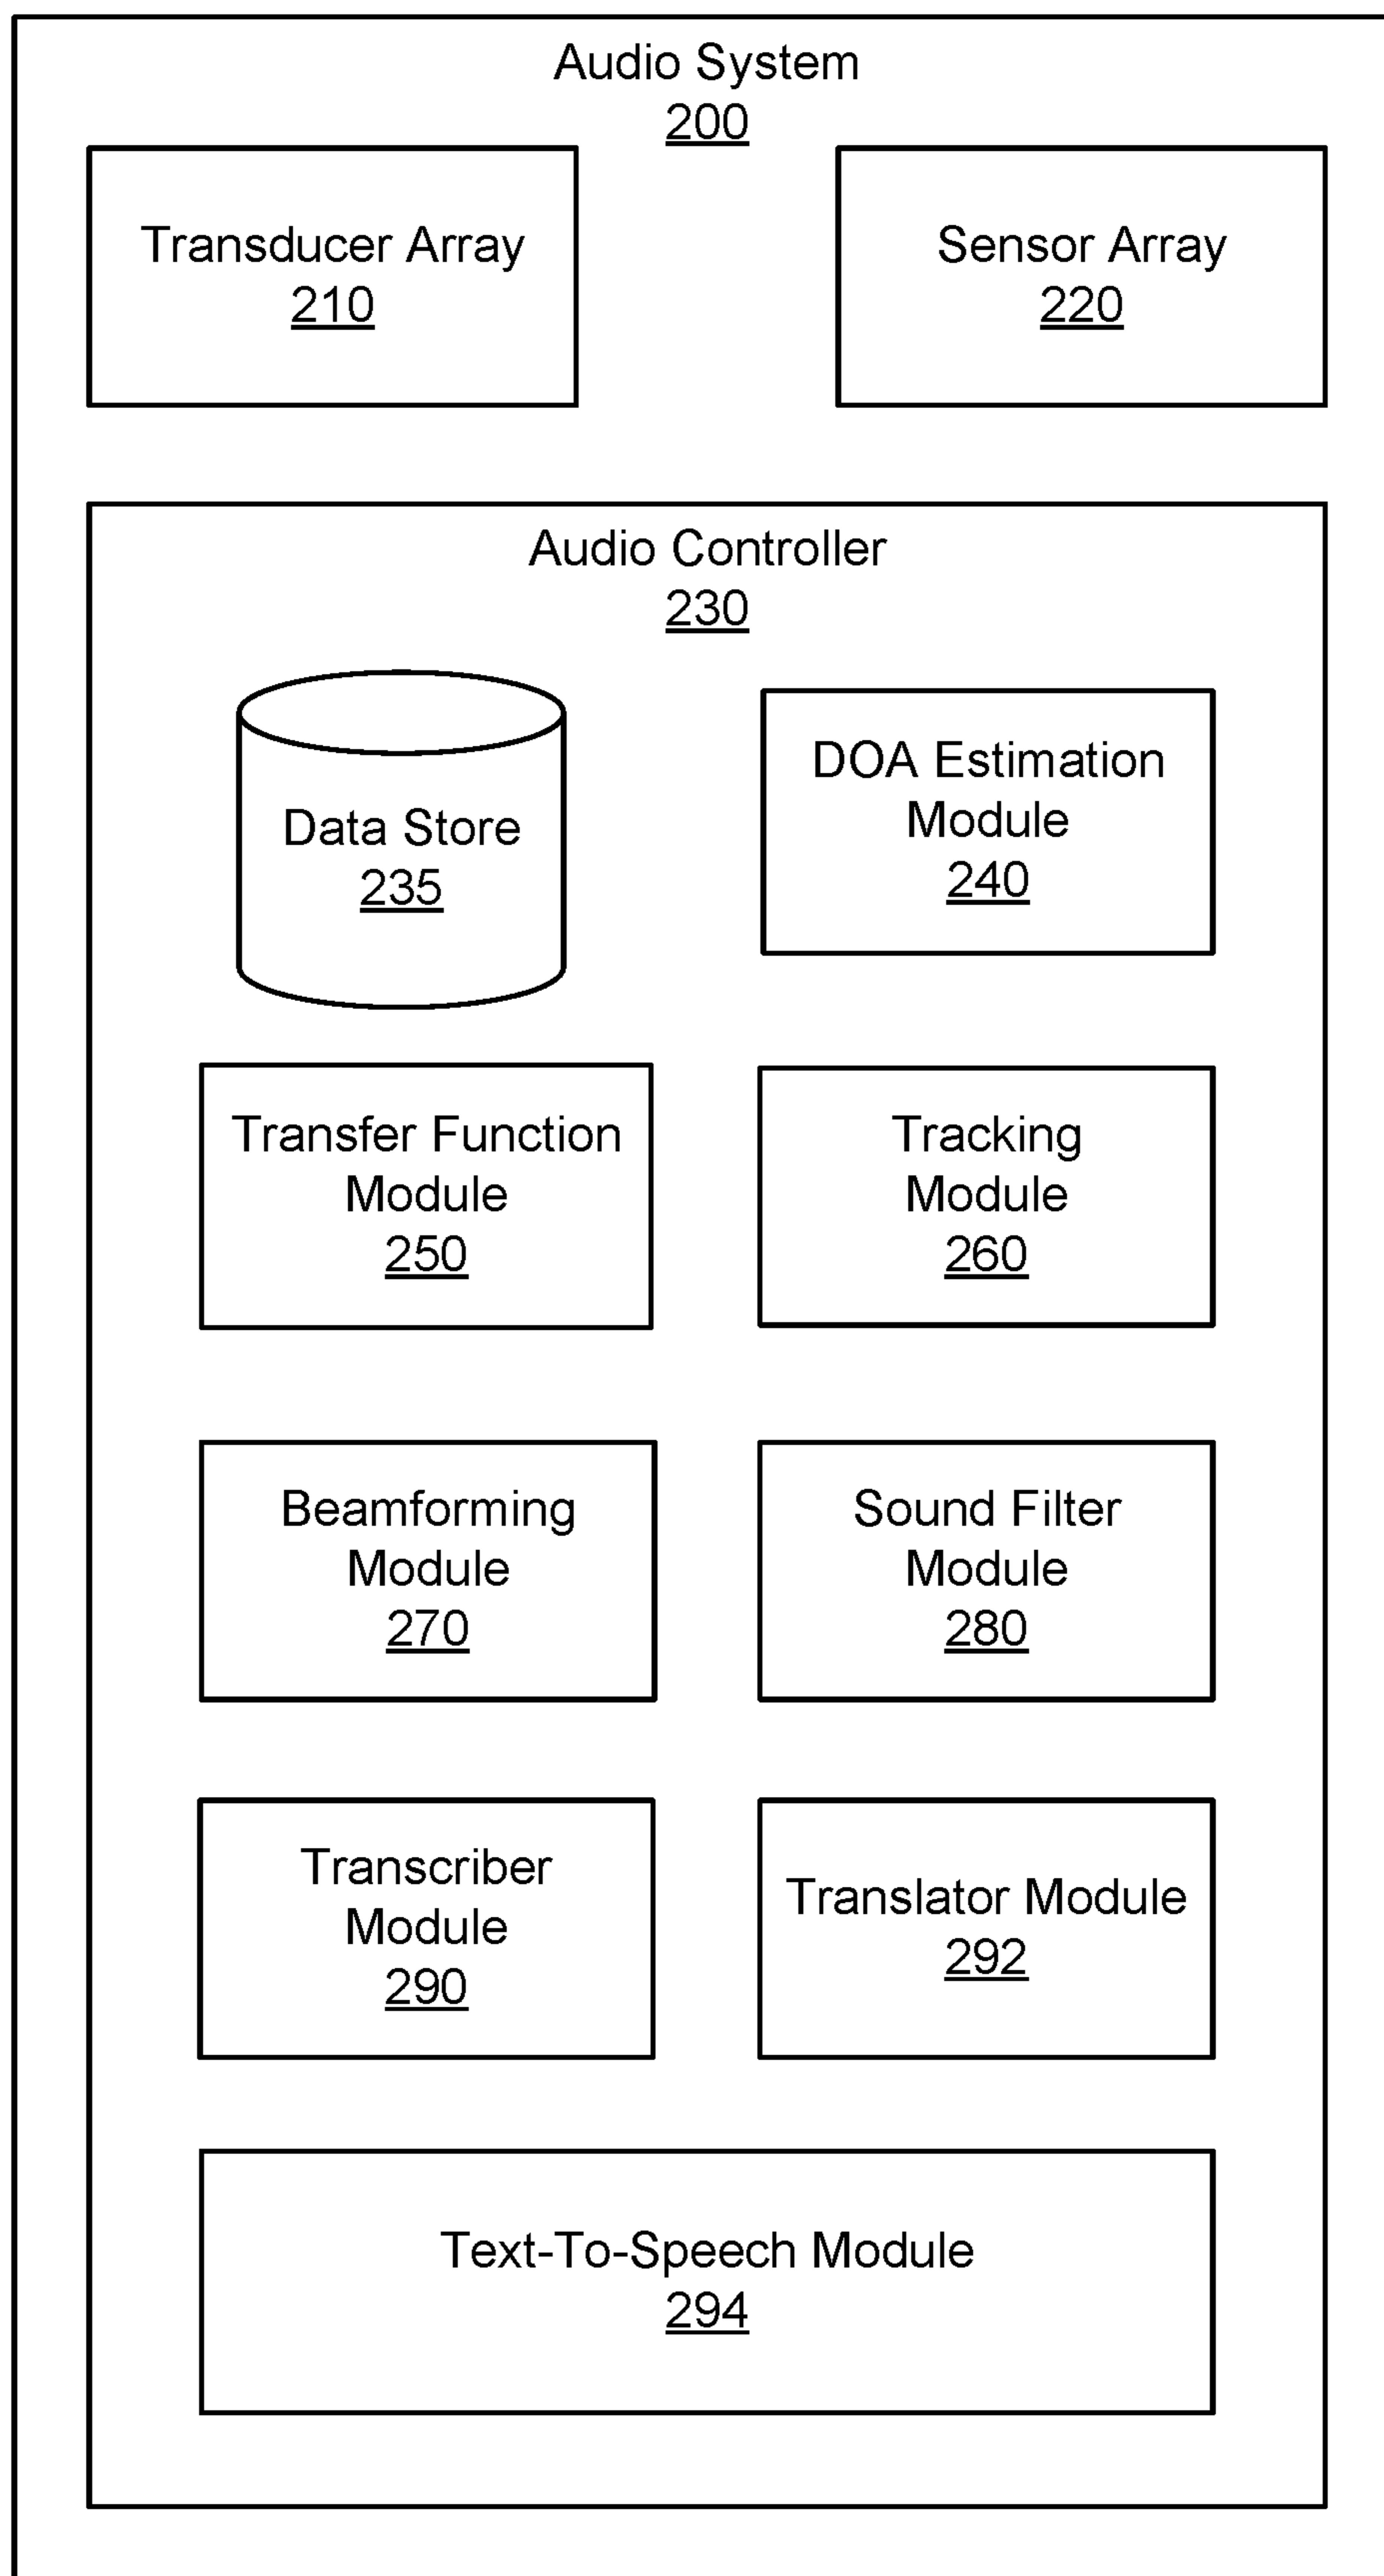 Audio System
200
Transducer Array
210
Sensor Array
220
Audio Controller
230
Data Store
235
DOA Estimation
Module
240
Transfer Function
Module
250
Tracking
Module
260
Beamforming
Module
270
Sound Filter
Module
280
Transcriber
Module
290
Translator Module
292
Text-To-Speech Module
294